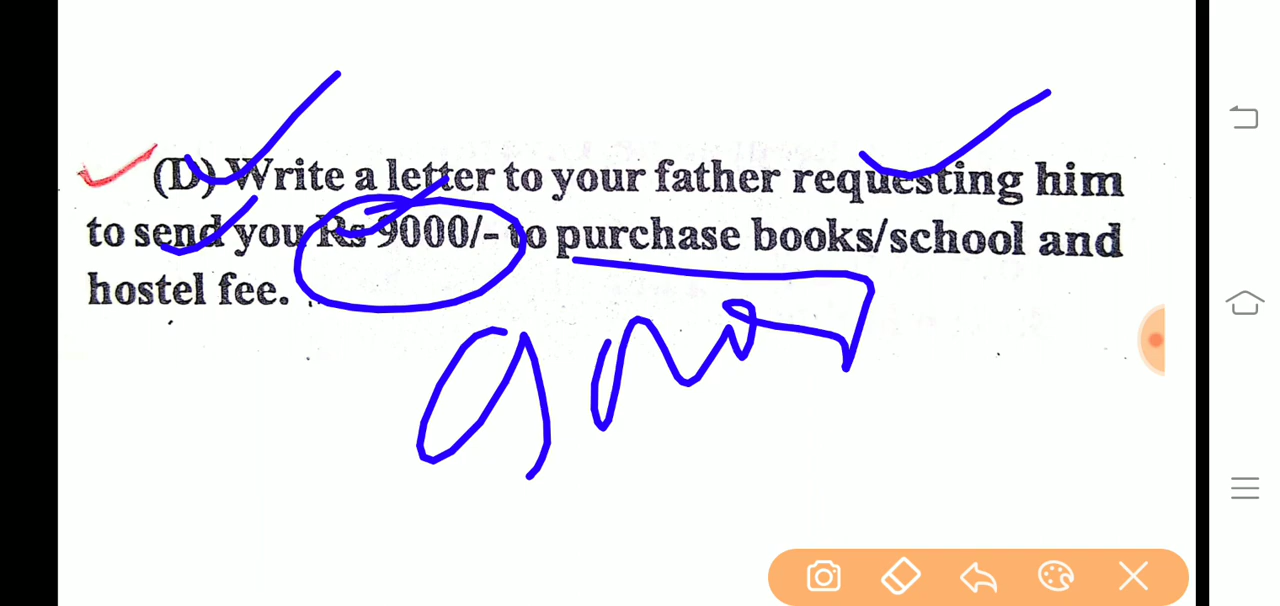 (D) Write a letter to your father requesting him
to send you Rs 9000/- to purchase books/school and
hostel fee.